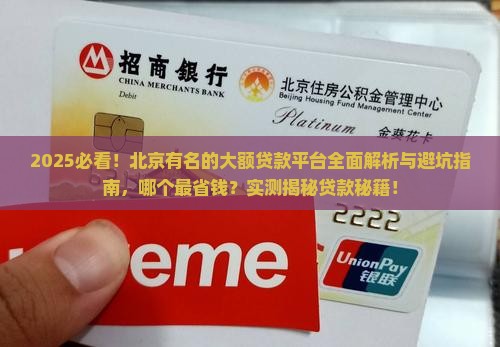 招商银行
CHINA MERCHANTS BANK
Debit
北京住房公积金管理中心
Beijing Housing Fund Management Center
Platinum
金葵花卡
2025必看！北京有名的大额贷款平台全面解析与避坑指
南，哪个最省钱？实测揭秘贷款秘籍！
2222
UnionPay
银联
reme